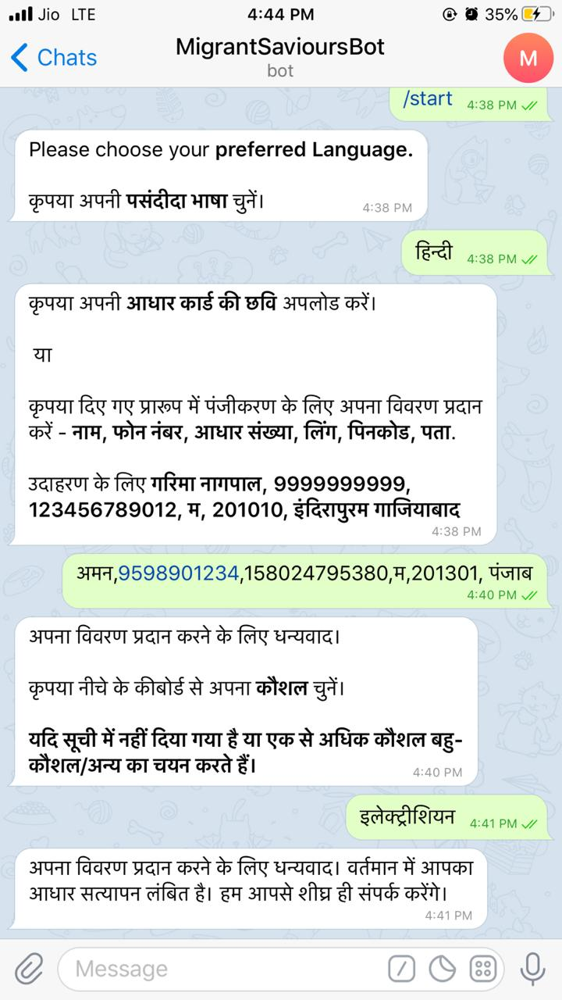 Jio LTE 4:44 PM 35%
Chats MigrantSavioursBot M
bot
/start 4:38 PM
Please choose your preferred Language.
कृपया अपनी पसंदीदा भाषा चुनें। 4:38 PM
हिन्दी 4:38 PM
कृपया अपनी आधार कार्ड की छवि अपलोड करें।
या
कृपया दिए गए प्रारूप में पंजीकरण के लिए अपना विवरण प्रदान
करें - नाम, फोन नंबर, आधार संख्या, लिंग, पिनकोड, पता.
उदाहरण के लिए गरिमा नागपाल, 9999999999,
123456789012, म, 201010, इंदिरापुरम गाजियाबाद
4:38 PM
अमन,9598901234,158024795380,म,201301, पंजाब
4:40 PM
अपना विवरण प्रदान करने के लिए धन्यवाद।
कृपया नीचे के कीबोर्ड से अपना कौशल चुनें।
यदि सूची में नहीं दिया गया है या एक से अधिक कौशल बहु-
कौशल/अन्य का चयन करते हैं। 4:40 PM
इलेक्ट्रीशियन 4:41 PM
अपना विवरण प्रदान करने के लिए धन्यवाद। वर्तमान में आपका
आधार सत्यापन लंबित है। हम आपसे शीघ्र ही संपर्क करेंगे।
4:41 PM
Message